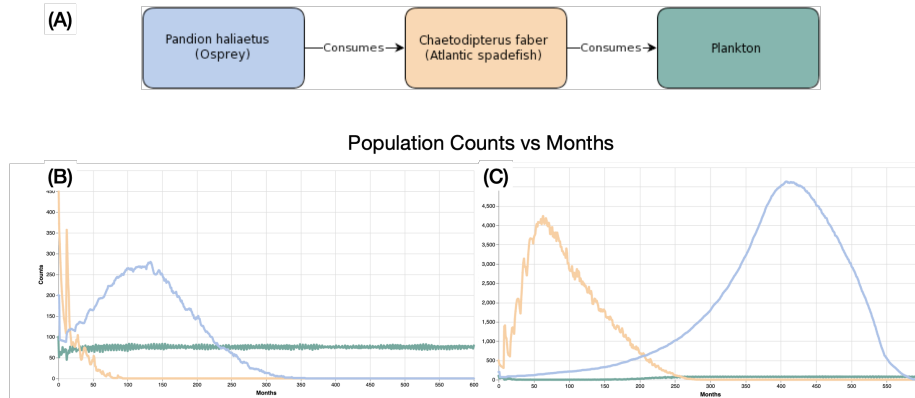 (A)
Pandion haliaetus
(Osprey)
Consumes
Chaetodipterus faber
(Atlantic spadefish)
Consumes
Plankton
Population Counts vs Months
(B)
450
400
350
300
250
200
150
100
50
0
Counts
0 50 100 150 200 250 300 350 400 450 500 550 600
Months
(C)
4,500
4,000
3,500
3,000
2,500
2,000
1,500
1,000
500
0
0 50 100 150 200 250 300 350 400 450 500 550
Months